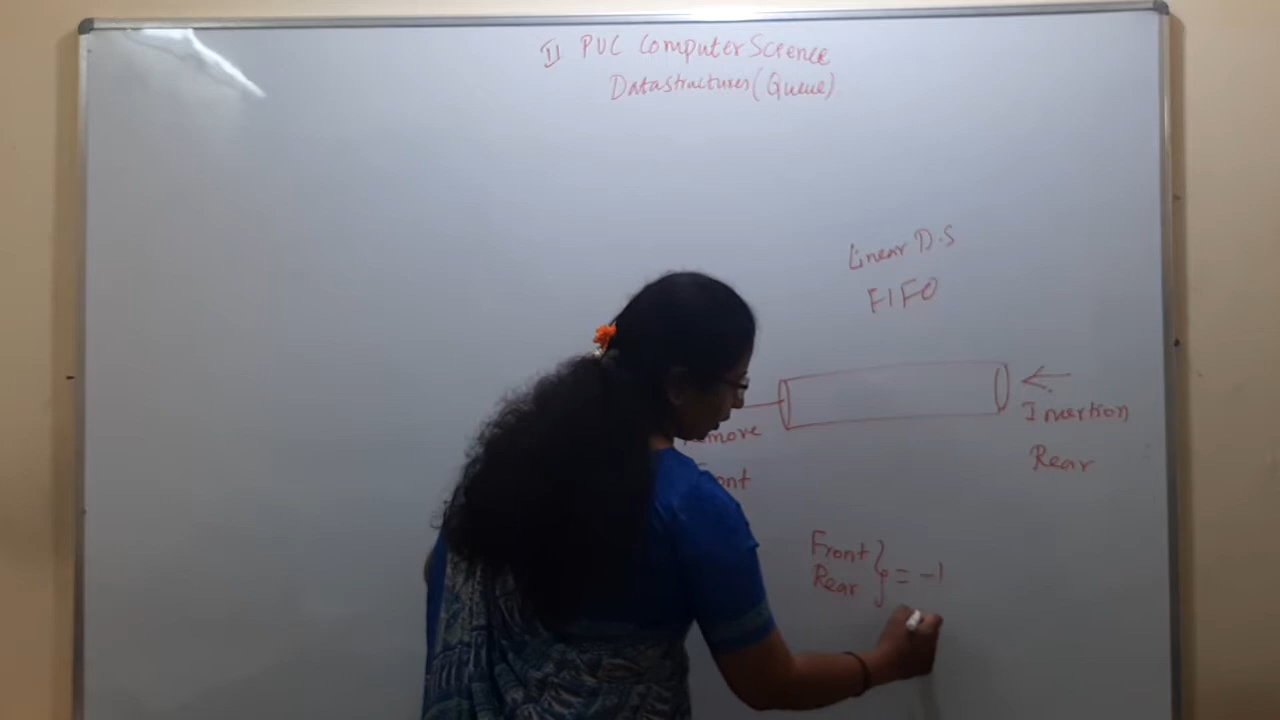 II PUC Computer Science
Datastructures (Queue)
Linear D.S
FIFO
Insertion
Rear
Front
Rear } = -1